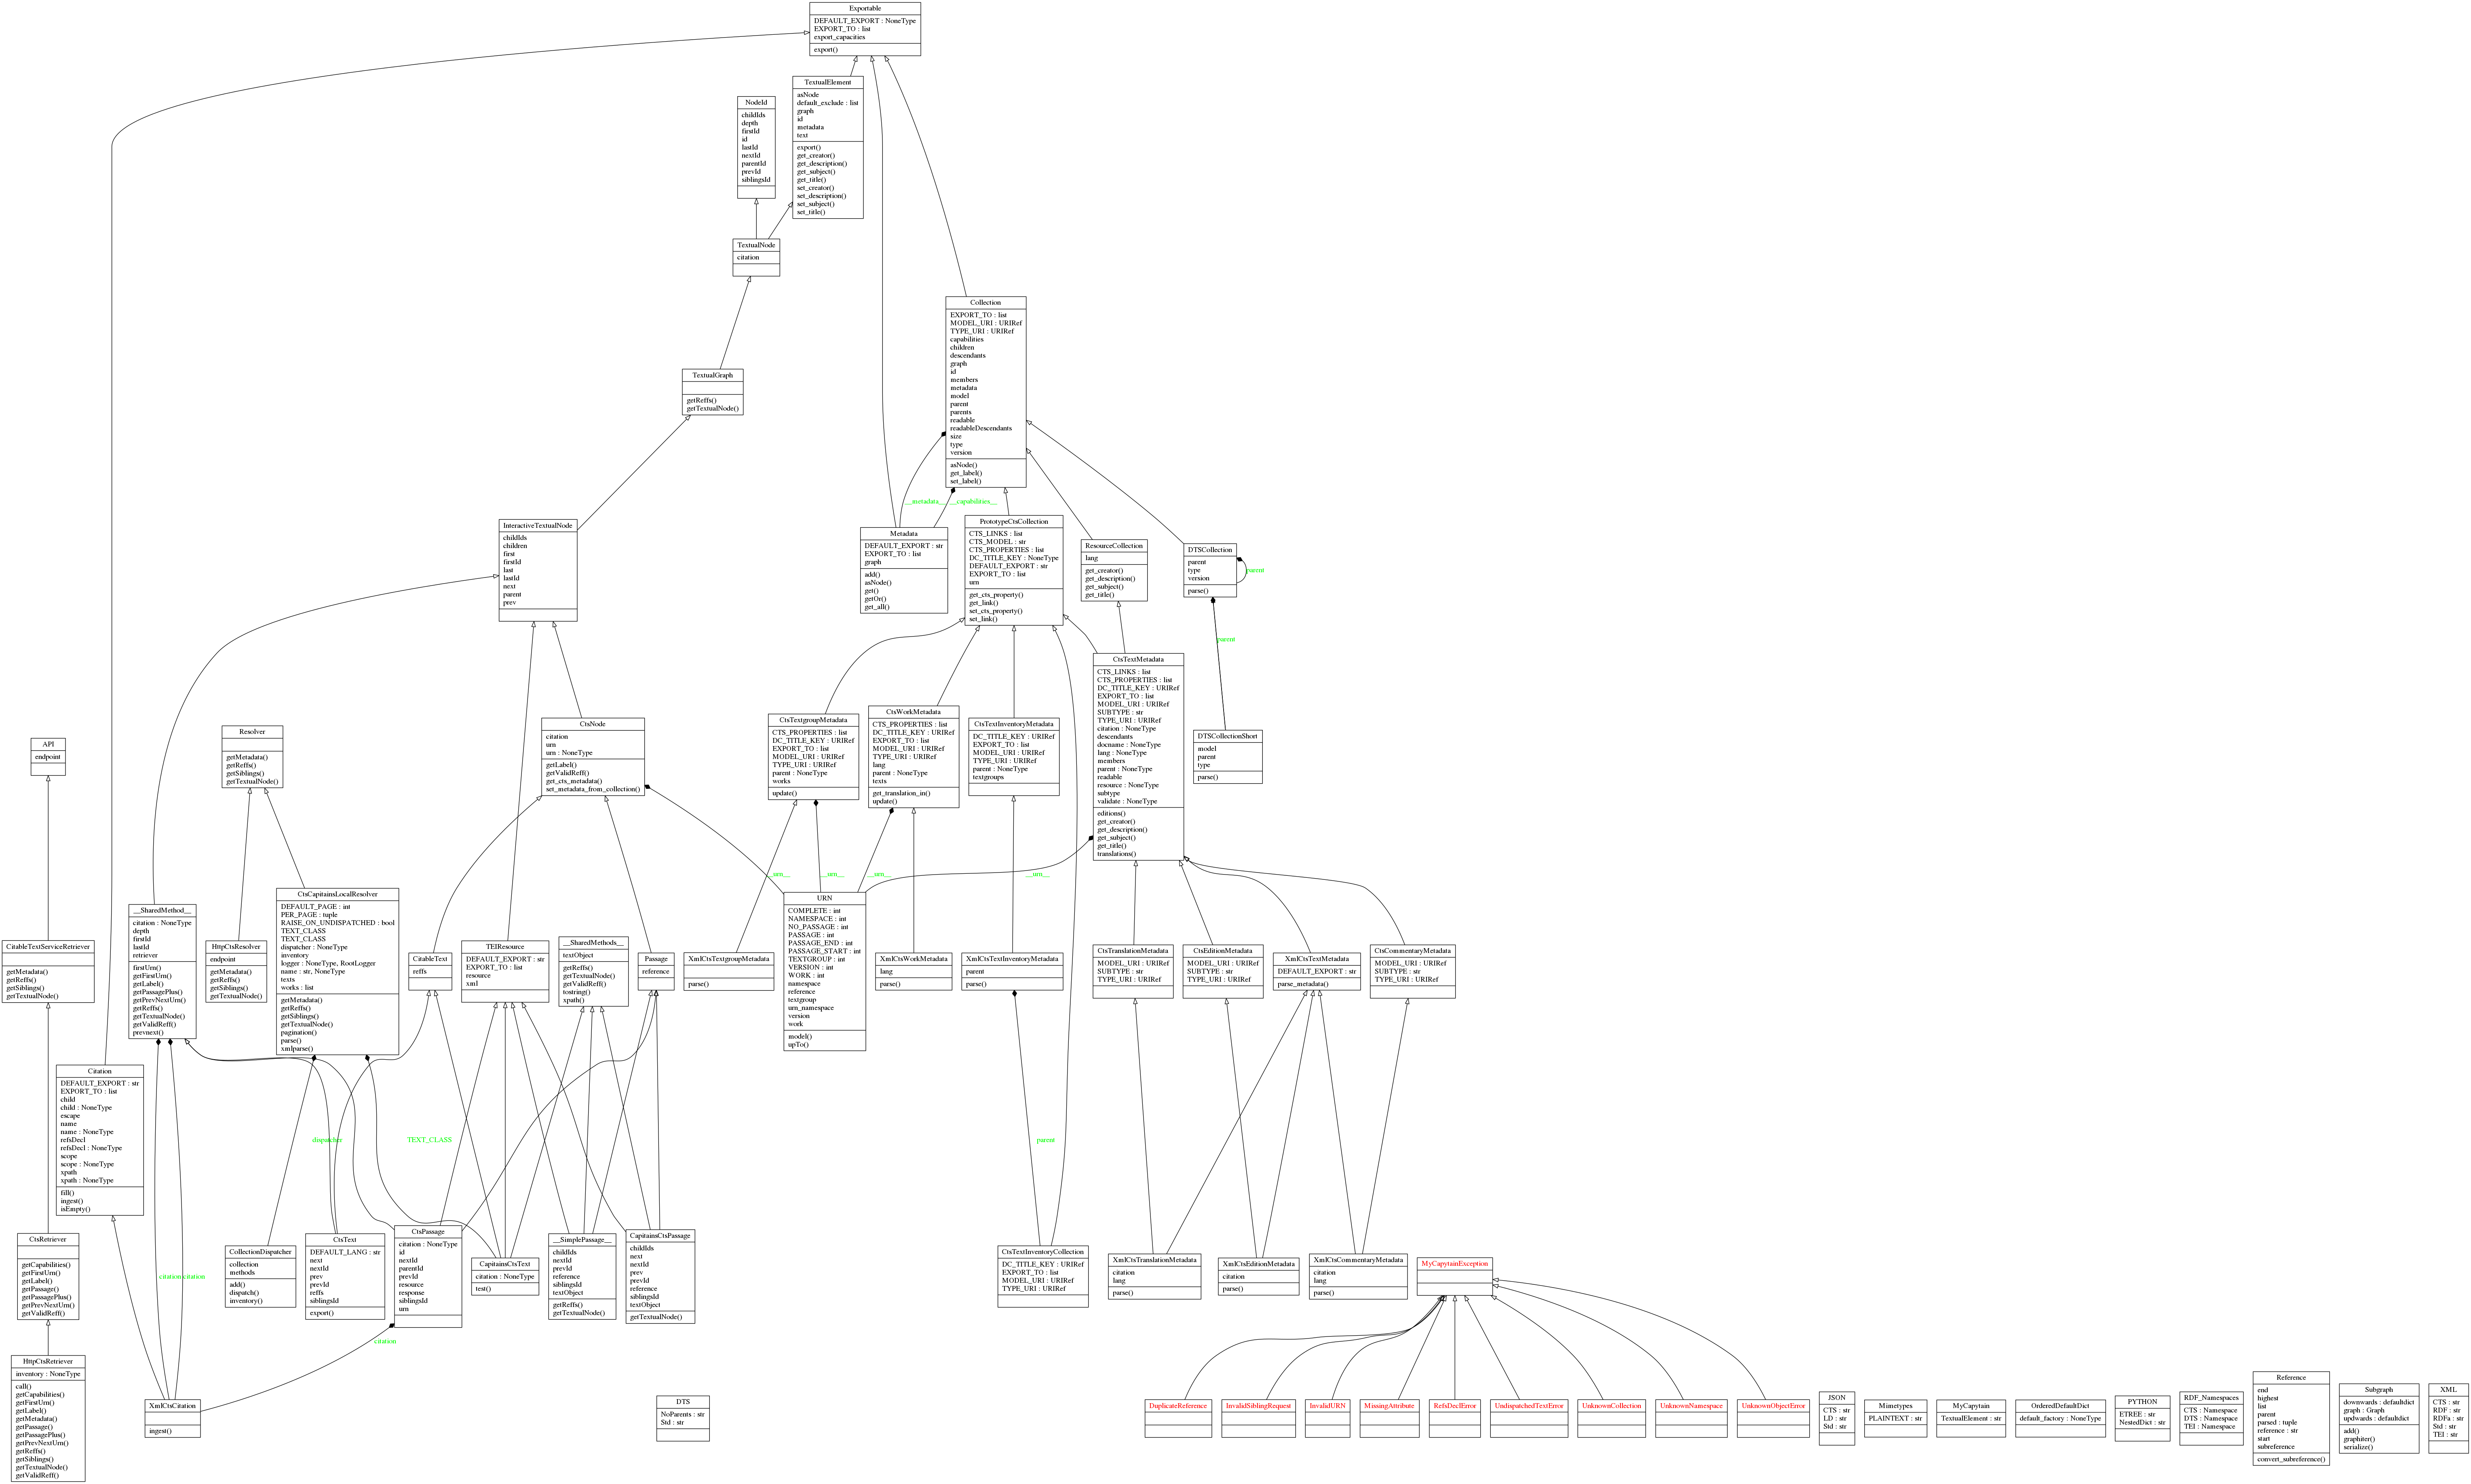 Exportable
DEFAULT_EXPORT : NoneType
EXPORT_TO : list
export_capacities
export()
TextualElement
asNode
default_exclude : list
graph
id
metadata
text
export()
get_creator()
get_description()
get_subject()
get_title()
set_creator()
set_description()
set_subject()
set_title()
NodeId
childIds
depth
firstId
id
lastId
nextId
parentId
prevId
siblingsId
TextualNode
citation
Collection
EXPORT_TO : list
MODEL_URI : URIRef
TYPE_URI : URIRef
capabilities
children
descendants
graph
id
members
metadata
model
parent
parents
readable
readableDescendants
size
type
version
asNode()
get_label()
set_label()
TextualGraph
getReffs()
getTextualNode()
__metadata__
__capabilities__
InteractiveTextualNode
childIds
children
first
firstId
last
lastId
next
parent
prev
Metadata
DEFAULT_EXPORT : str
EXPORT_TO : list
graph
add()
asNode()
get()
getOr()
get_all()
PrototypeCtsCollection
CTS_LINKS : list
CTS_MODEL : str
CTS_PROPERTIES : list
DC_TITLE_KEY : NoneType
DEFAULT_EXPORT : str
EXPORT_TO : list
urn
get_cts_property()
get_link()
set_cts_property()
set_link()
ResourceCollection
lang
get_creator()
get_description()
get_subject()
get_title()
DTSCollection
parent
type
version
parse()
parent
parent
CtsTextMetadata
CTS_LINKS : list
CTS_PROPERTIES : list
DC_TITLE_KEY : URIRef
EXPORT_TO : list
MODEL_URI : URIRef
SUBTYPE : str
TYPE_URI : URIRef
citation : NoneType
descendants
docname : NoneType
lang : NoneType
members
parent : NoneType
readable
resource : NoneType
subtype
validate : NoneType
editions()
get_creator()
get_description()
get_subject()
get_title()
translations()
DTSCollectionShort
model
parent
type
parse()
API
endpoint
Resolver
getMetadata()
getReffs()
getSiblings()
getTextualNode()
CtsNode
citation
urn
urn : NoneType
getLabel()
getValidReff()
get_cts_metadata()
set_metadata_from_collection()
CtsTextgroupMetadata
CTS_PROPERTIES : list
DC_TITLE_KEY : URIRef
EXPORT_TO : list
MODEL_URI : URIRef
TYPE_URI : URIRef
parent : NoneType
works
update()
CtsWorkMetadata
CTS_PROPERTIES : list
DC_TITLE_KEY : URIRef
EXPORT_TO : list
MODEL_URI : URIRef
TYPE_URI : URIRef
lang
parent : NoneType
texts
get_translation_in()
update()
CtsTextInventoryMetadata
DC_TITLE_KEY : URIRef
EXPORT_TO : list
MODEL_URI : URIRef
TYPE_URI : URIRef
parent : NoneType
textgroups
__urn__
__urn__
__urn__
__urn__
CitableTextServiceRetriever
getMetadata()
getReffs()
getSiblings()
getTextualNode()
__SharedMethod__
citation : NoneType
depth
firstId
lastId
retriever
firstUrn()
getFirstUrn()
getLabel()
getPassagePlus()
getPrevNextUrn()
getReffs()
getTextualNode()
getValidReff()
prevnext()
HttpCtsResolver
endpoint
getMetadata()
getReffs()
getSiblings()
getTextualNode()
CtsCapitainsLocalResolver
DEFAULT_PAGE : int
PER_PAGE : tuple
RAISE_ON_UNDISPATCHED : bool
TEXT_CLASS
TEXT_CLASS
dispatcher : NoneType
inventory
logger : NoneType, RootLogger
name : str, NoneType
texts
works : list
getMetadata()
getReffs()
getSiblings()
getTextualNode()
pagination()
parse()
xmlparse()
CitableText
reffs
TEIResource
DEFAULT_EXPORT : str
EXPORT_TO : list
resource
xml
__SharedMethods__
textObject
getReffs()
getTextualNode()
getValidReff()
tostring()
xpath()
Passage
reference
XmlCtsTextgroupMetadata
parse()
URN
COMPLETE : int
NAMESPACE : int
NO_PASSAGE : int
PASSAGE : int
PASSAGE_END : int
PASSAGE_START : int
TEXTGROUP : int
VERSION : int
WORK : int
namespace
reference
textgroup
urn_namespace
version
work
model()
upTo()
XmlCtsWorkMetadata
lang
parse()
XmlCtsTextInventoryMetadata
parent
parse()
CtsTranslationMetadata
MODEL_URI : URIRef
SUBTYPE : str
TYPE_URI : URIRef
CtsEditionMetadata
MODEL_URI : URIRef
SUBTYPE : str
TYPE_URI : URIRef
XmlCtsTextMetadata
DEFAULT_EXPORT : str
parse_metadata()
CtsCommentaryMetadata
MODEL_URI : URIRef
SUBTYPE : str
TYPE_URI : URIRef
Citation
DEFAULT_EXPORT : str
EXPORT_TO : list
child
child : NoneType
escape
name
name : NoneType
refsDecl
refsDecl : NoneType
scope
scope : NoneType
xpath
xpath : NoneType
fill()
ingest()
isEmpty()
dispatcher
TEXT_CLASS
parent
citation
citation
CtsRetriever
getCapabilities()
getFirstUrn()
getLabel()
getPassage()
getPassagePlus()
getPrevNextUrn()
getValidReff()
CollectionDispatcher
collection
methods
add()
dispatch()
inventory()
CtsText
DEFAULT_LANG : str
next
nextId
prev
prevId
reffs
siblingsId
export()
CtsPassage
citation : NoneType
id
nextId
parentId
prevId
resource
response
siblingsId
urn
CapitainsCtsText
citation : NoneType
test()
__SimplePassage__
childIds
nextId
prevId
reference
siblingsId
textObject
getReffs()
getTextualNode()
CapitainsCtsPassage
childIds
next
nextId
prev
prevId
reference
siblingsId
textObject
getTextualNode()
CtsTextInventoryCollection
DC_TITLE_KEY : URIRef
EXPORT_TO : list
MODEL_URI : URIRef
TYPE_URI : URIRef
XmlCtsTranslationMetadata
citation
lang
parse()
XmlCtsEditionMetadata
citation
parse()
XmlCtsCommentaryMetadata
citation
lang
parse()
MyCapytainException
citation
HttpCtsRetriever
inventory : NoneType
call()
getCapabilities()
getFirstUrn()
getLabel()
getMetadata()
getPassage()
getPassagePlus()
getPrevNextUrn()
getReffs()
getSiblings()
getTextualNode()
getValidReff()
XmlCtsCitation
ingest()
DTS
NoParents : str
Std : str
DuplicateReference
InvalidSiblingRequest
InvalidURN
MissingAttribute
RefsDeclError
UndispatchedTextError
UnknownCollection
UnknownNamespace
UnknownObjectError
JSON
CTS : str
LD : str
Std : str
Mimetypes
PLAINTEXT : str
MyCapytain
TextualElement : str
OrderedDefaultDict
default_factory : NoneType
PYTHON
ETREE : str
NestedDict : str
RDF_Namespaces
CTS : Namespace
DTS : Namespace
TEI : Namespace
Reference
end
highest
list
parent
parsed : tuple
reference : str
start
subreference
convert_subreference()
Subgraph
downwards : defaultdict
graph : Graph
updwards : defaultdict
add()
graphiter()
serialize()
XML
CTS : str
RDF : str
RDFa : str
Std : str
TEI : str